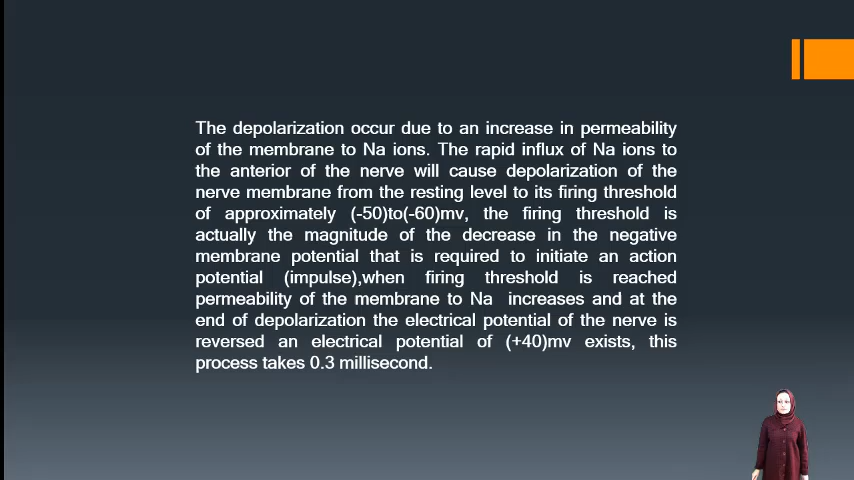 The depolarization occur due to an increase in permeability
of the membrane to Na ions. The rapid influx of Na ions to
the anterior of the nerve will cause depolarization of the
nerve membrane from the resting level to its firing threshold
of approximately (-50)to(-60)mv, the firing threshold is
actually the magnitude of the decrease in the negative
membrane potential that is required to initiate an action
potential (impulse),when firing threshold is reached
permeability of the membrane to Na increases and at the
end of depolarization the electrical potential of the nerve is
reversed an electrical potential of (+40)mv exists, this
process takes 0.3 millisecond.